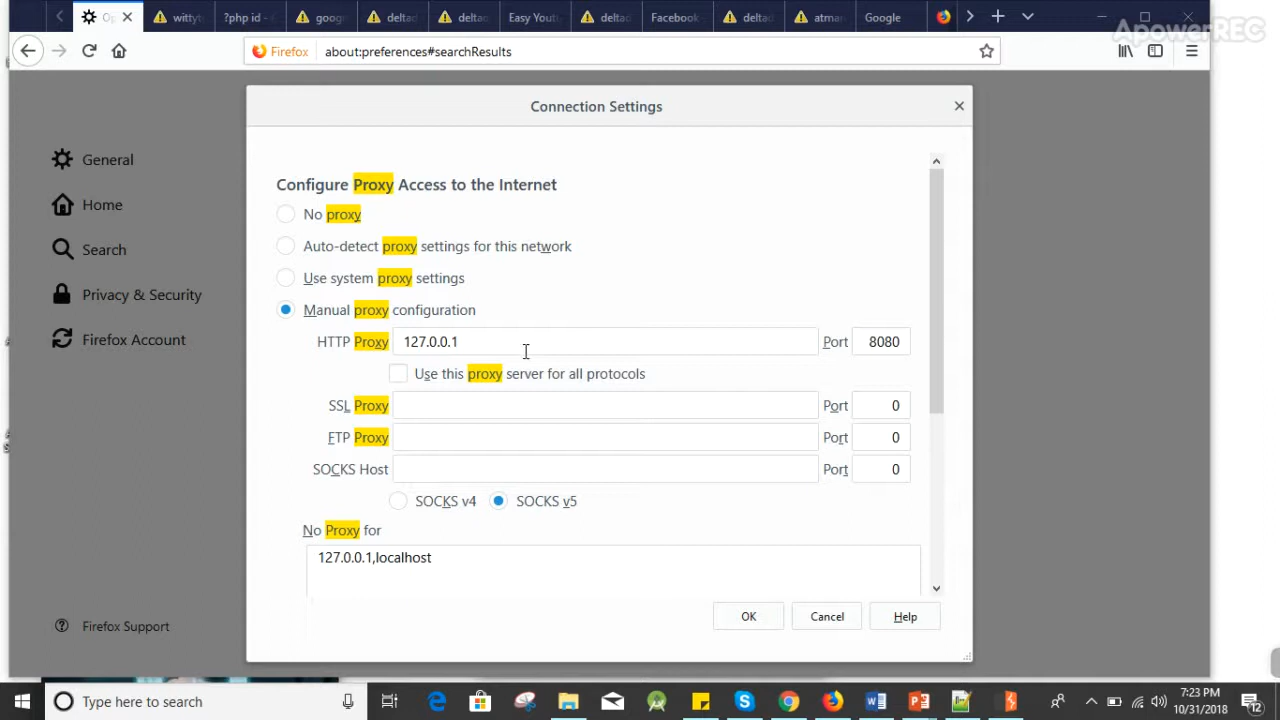 Op
wittyt
?php id -
goog
deltad
deltad
Easy Yout
deltad
Facebook
deltad
atman
Google
ApowerREC
Firefox about:preferences#searchResults
Connection Settings
General
Home
Search
Privacy & Security
Firefox Account
Firefox Support
Configure Proxy Access to the Internet
No proxy
Auto-detect proxy settings for this network
Use system proxy settings
Manual proxy configuration
HTTP Proxy 127.0.0.1 Port 8080
Use this proxy server for all protocols
SSL Proxy Port 0
FTP Proxy Port 0
SOCKS Host Port 0
SOCKS v4 SOCKS v5
No Proxy for
127.0.0.1,localhost
OK Cancel Help
Type here to search
7:23 PM
10/31/2018
12